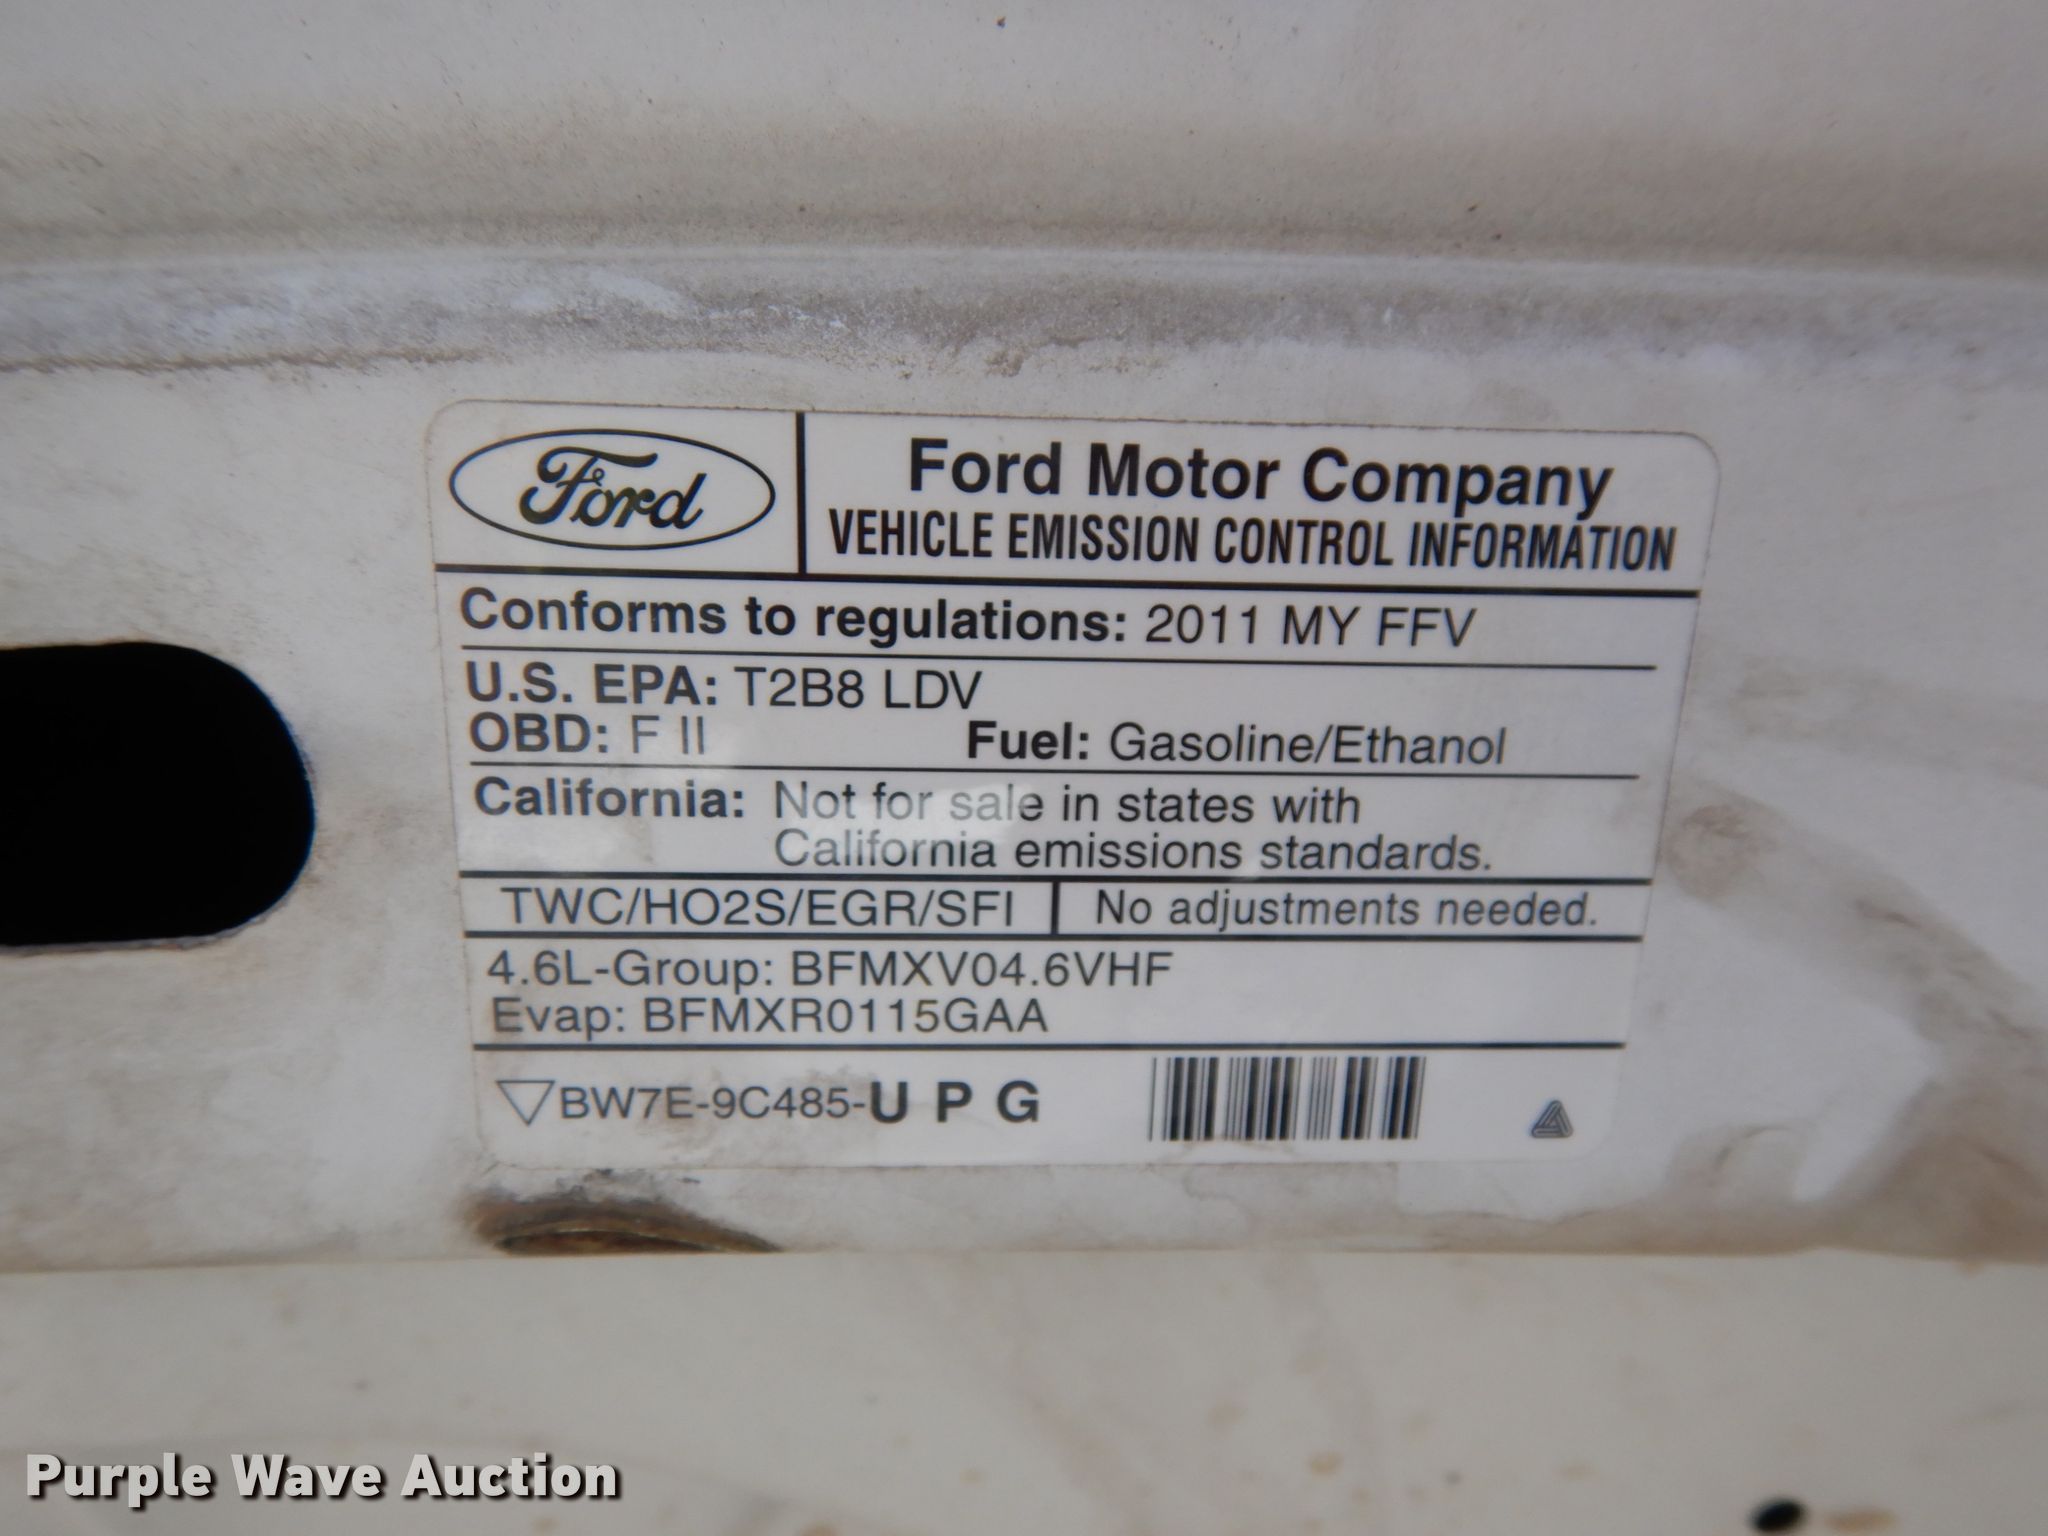 Ford
Ford Motor Company
VEHICLE EMISSION CONTROL INFORMATION
Conforms to regulations: 2011 MY FFV
U.S. EPA: T2B8 LDV
OBD: F II Fuel: Gasoline/Ethanol
California: Not for sale in states with
California emissions standards.
TWC/HO2S/EGR/SFI No adjustments needed.
4.6L-Group: BFMXV04.6VHF
Evap: BFMXR0115GAA
BW7E-9C485-U P G
Purple Wave Auction